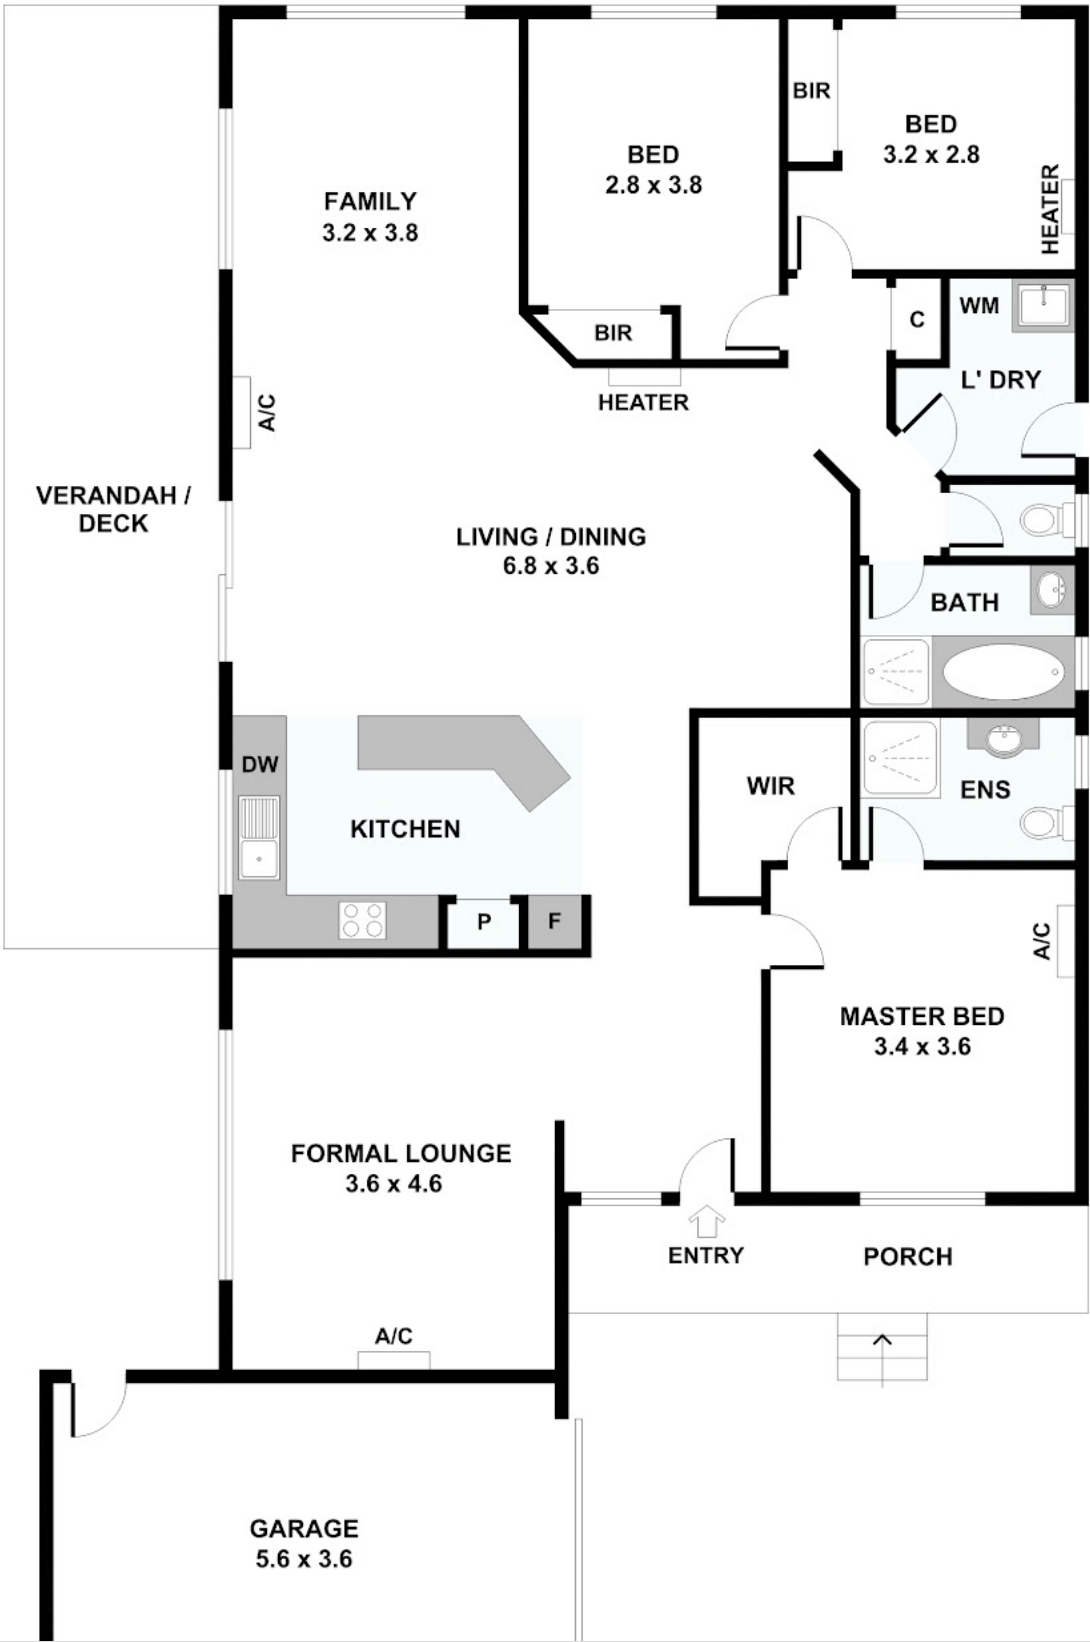 BIR
BED
3.2 x 2.8
BED
2.8 x 3.8
FAMILY
3.2 x 3.8
HEATER
WM
C
BIR
L' DRY
HEATER
A/C
VERANDAH /
DECK
LIVING / DINING
6.8 x 3.6
BATH
DW
WIR
ENS
KITCHEN
P
F
A/C
MASTER BED
3.4 x 3.6
FORMAL LOUNGE
3.6 x 4.6
ENTRY
PORCH
A/C
GARAGE
5.6 x 3.6